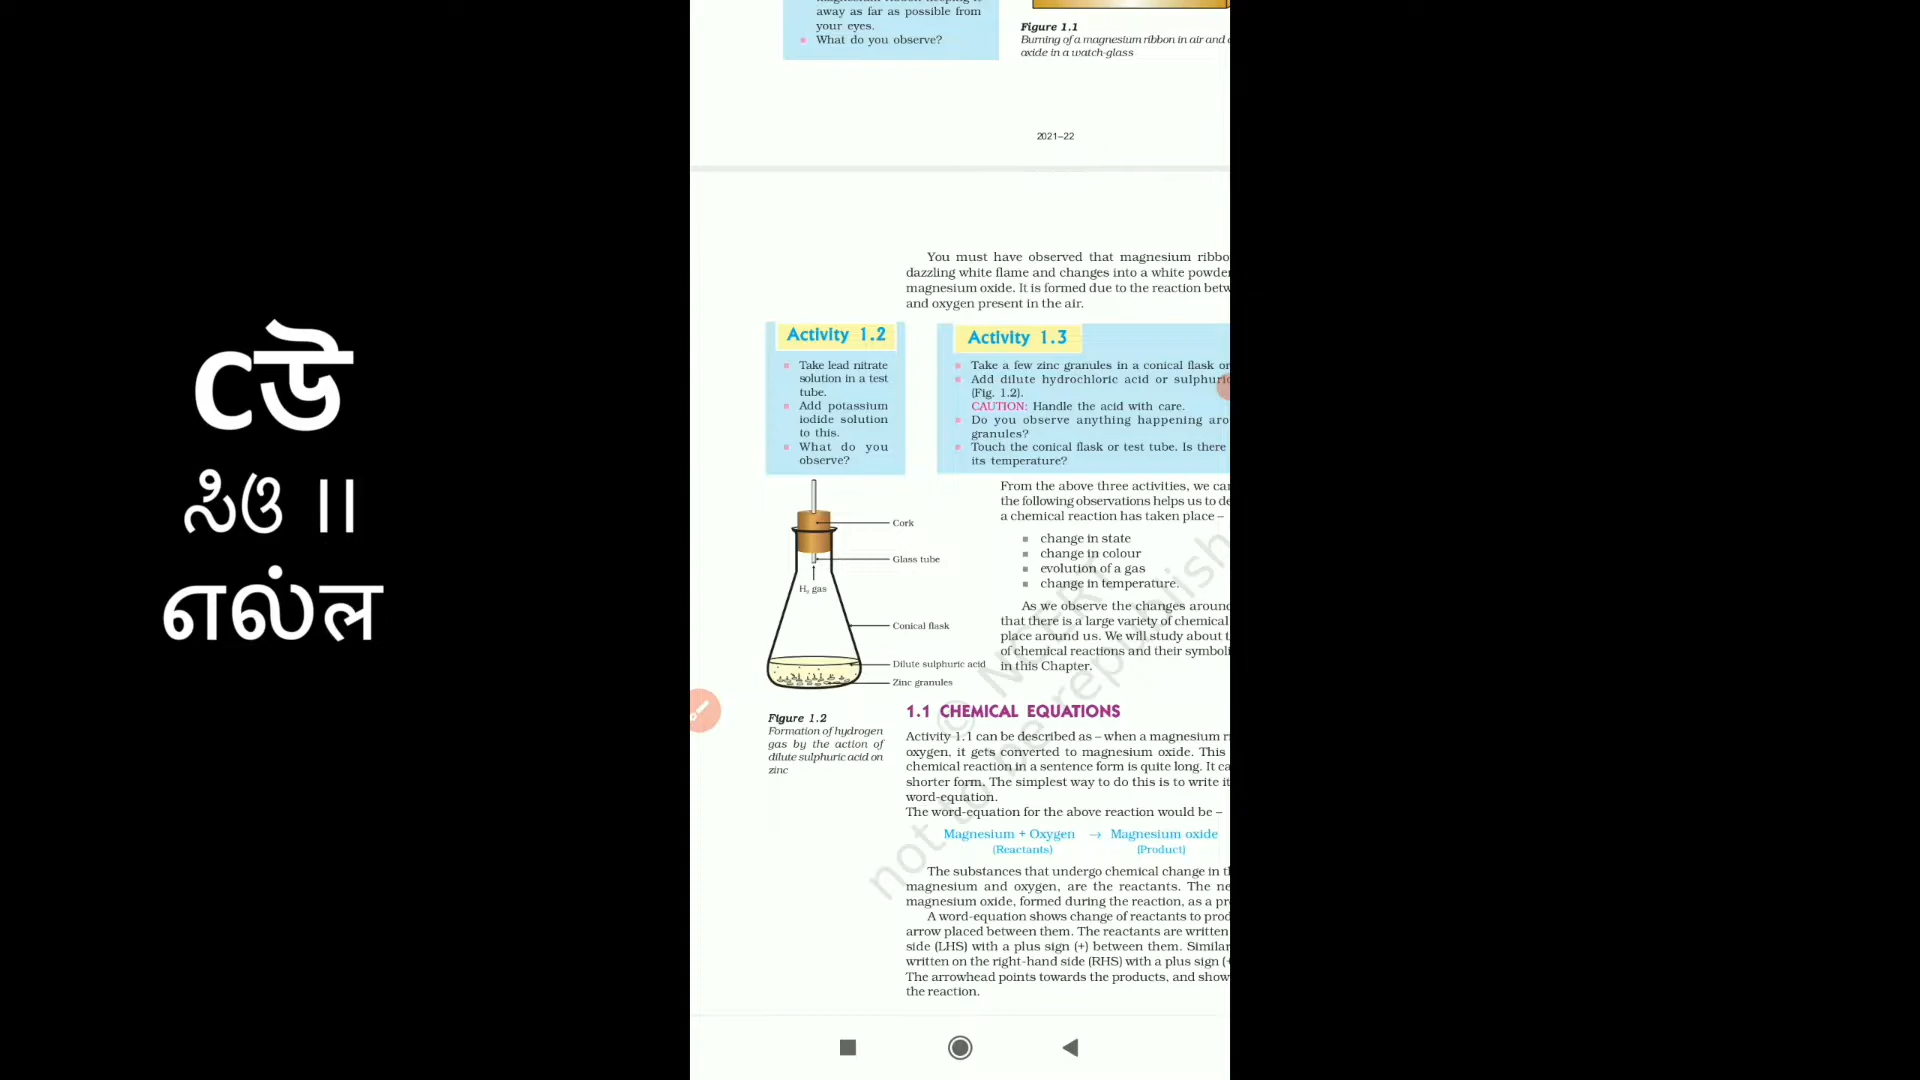 Cউ
ಸಿଓ ॥
எல்ல
magnesium ribbon keeping it
away as far as possible from
your eyes.
What do you observe?
Figure 1.1
Burning of a magnesium ribbon in air and
oxide in a watch-glass
2021–22
You must have observed that magnesium ribbo
dazzling white flame and changes into a white powde
magnesium oxide. It is formed due to the reaction betw
and oxygen present in the air.
Activity 1.2
Take lead nitrate
solution in a test
tube.
Add potassium
iodide solution
to this.
What do you
observe?
Activity 1.3
Take a few zinc granules in a conical flask or
Add dilute hydrochloric acid or sulphuric
(Fig. 1.2).
CAUTION: Handle the acid with care.
Do you observe anything happening aro
granules?
Touch the conical flask or test tube. Is there
its temperature?
Cork
Glass tube
H₂ gas
Conical flask
Dilute sulphuric acid
Zinc granules
Figure 1.2
Formation of hydrogen
gas by the action of
dilute sulphuric acid on
zinc
From the above three activities, we can
the following observations helps us to de
a chemical reaction has taken place –
change in state
change in colour
evolution of a gas
change in temperature.
As we observe the changes around
that there is a large variety of chemical
place around us. We will study about t
of chemical reactions and their symboli
in this Chapter.
1.1 CHEMICAL EQUATIONS
Activity 1.1 can be described as – when a magnesium ri
oxygen, it gets converted to magnesium oxide. This
chemical reaction in a sentence form is quite long. It ca
shorter form. The simplest way to do this is to write it
word-equation.
The word-equation for the above reaction would be –
Magnesium + Oxygen → Magnesium oxide
(Reactants) (Product)
The substances that undergo chemical change in t
magnesium and oxygen, are the reactants. The ne
magnesium oxide, formed during the reaction, as a pr
A word-equation shows change of reactants to prod
arrow placed between them. The reactants are written
side (LHS) with a plus sign (+) between them. Similar
written on the right-hand side (RHS) with a plus sign (+
The arrowhead points towards the products, and show
the reaction.
© NCERT
not to be republish